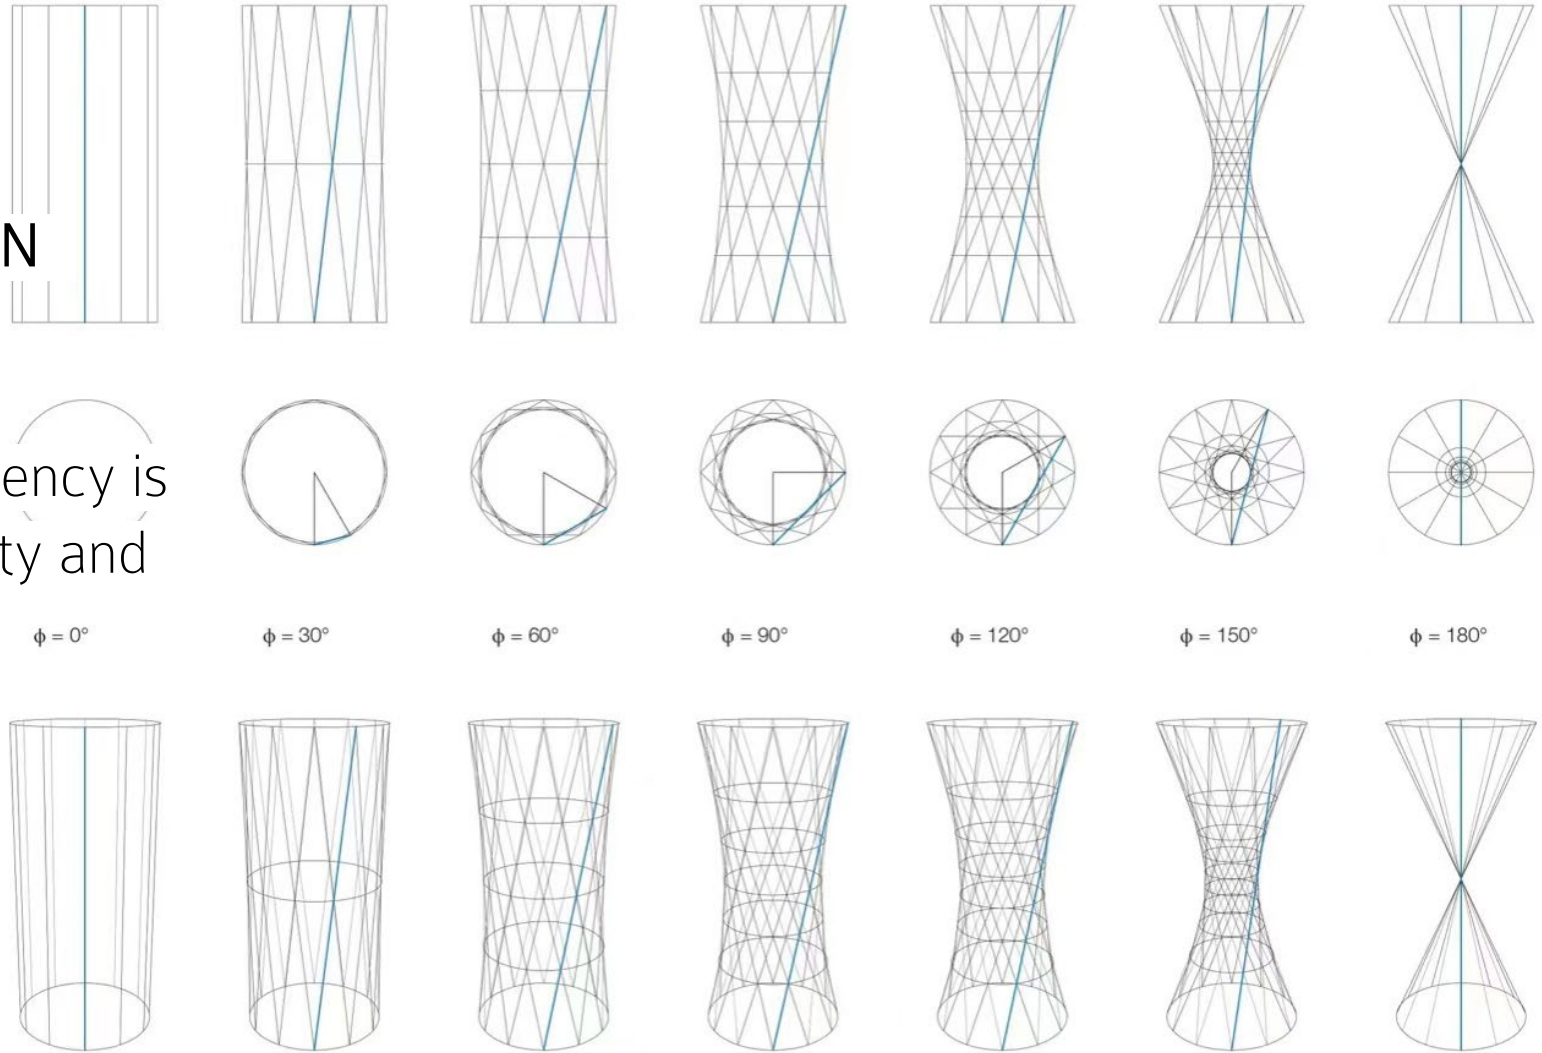 N
ency is
ty and
ϕ = 0°
ϕ = 30°
ϕ = 60°
ϕ = 90°
ϕ = 120°
ϕ = 150°
ϕ = 180°